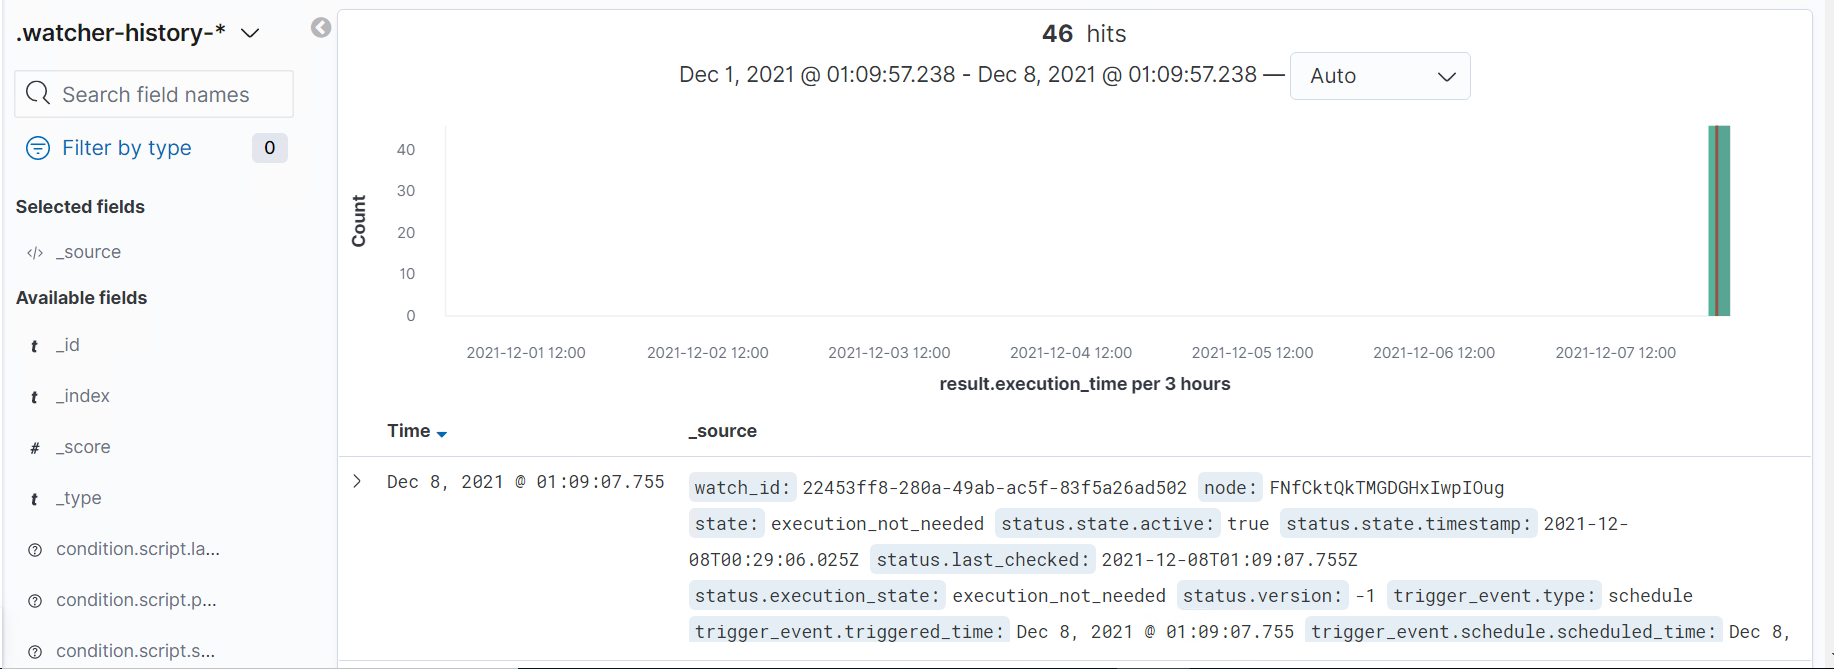 .watcher-history-*
Search field names
Filter by type 0
Selected fields
</> _source
Available fields
t _id
t _index
# _score
t _type
? condition.script.la...
? condition.script.p...
? condition.script.s...
46 hits
Dec 1, 2021 @ 01:09:57.238 - Dec 8, 2021 @ 01:09:57.238 — Auto
Count
40
30
20
10
0
2021-12-01 12:00 2021-12-02 12:00 2021-12-03 12:00 2021-12-04 12:00 2021-12-05 12:00 2021-12-06 12:00 2021-12-07 12:00
result.execution_time per 3 hours
Time _source
Dec 8, 2021 @ 01:09:07.755 watch_id: 22453ff8-280a-49ab-ac5f-83f5a26ad502 node: FNfCktQkTMGDGHxIwpIOug
state: execution_not_needed status.state.active: true status.state.timestamp: 2021-12-
08T00:29:06.025Z status.last_checked: 2021-12-08T01:09:07.755Z
status.execution_state: execution_not_needed status.version: -1 trigger_event.type: schedule
trigger_event.triggered_time: Dec 8, 2021 @ 01:09:07.755 trigger_event.schedule.scheduled_time: Dec 8,